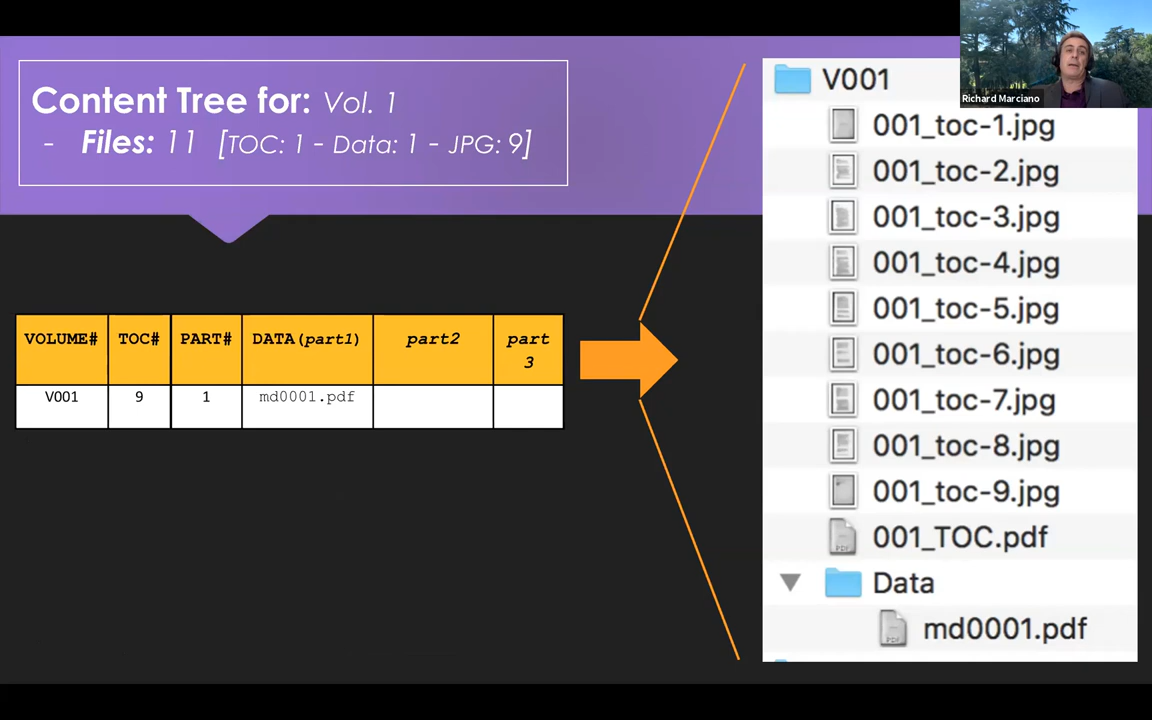 Content Tree for: Vol. 1
- Files: 11 [TOC: 1 - Data: 1 - JPG: 9]
VOLUME# TOC# PART# DATA(part1) part2 part
3
V001 9 1 md0001.pdf
V001
001_toc-1.jpg
001_toc-2.jpg
001_toc-3.jpg
001_toc-4.jpg
001_toc-5.jpg
001_toc-6.jpg
001_toc-7.jpg
001_toc-8.jpg
001_toc-9.jpg
PDF
001_TOC.pdf
Data
PDF
md0001.pdf
Richard Marciano